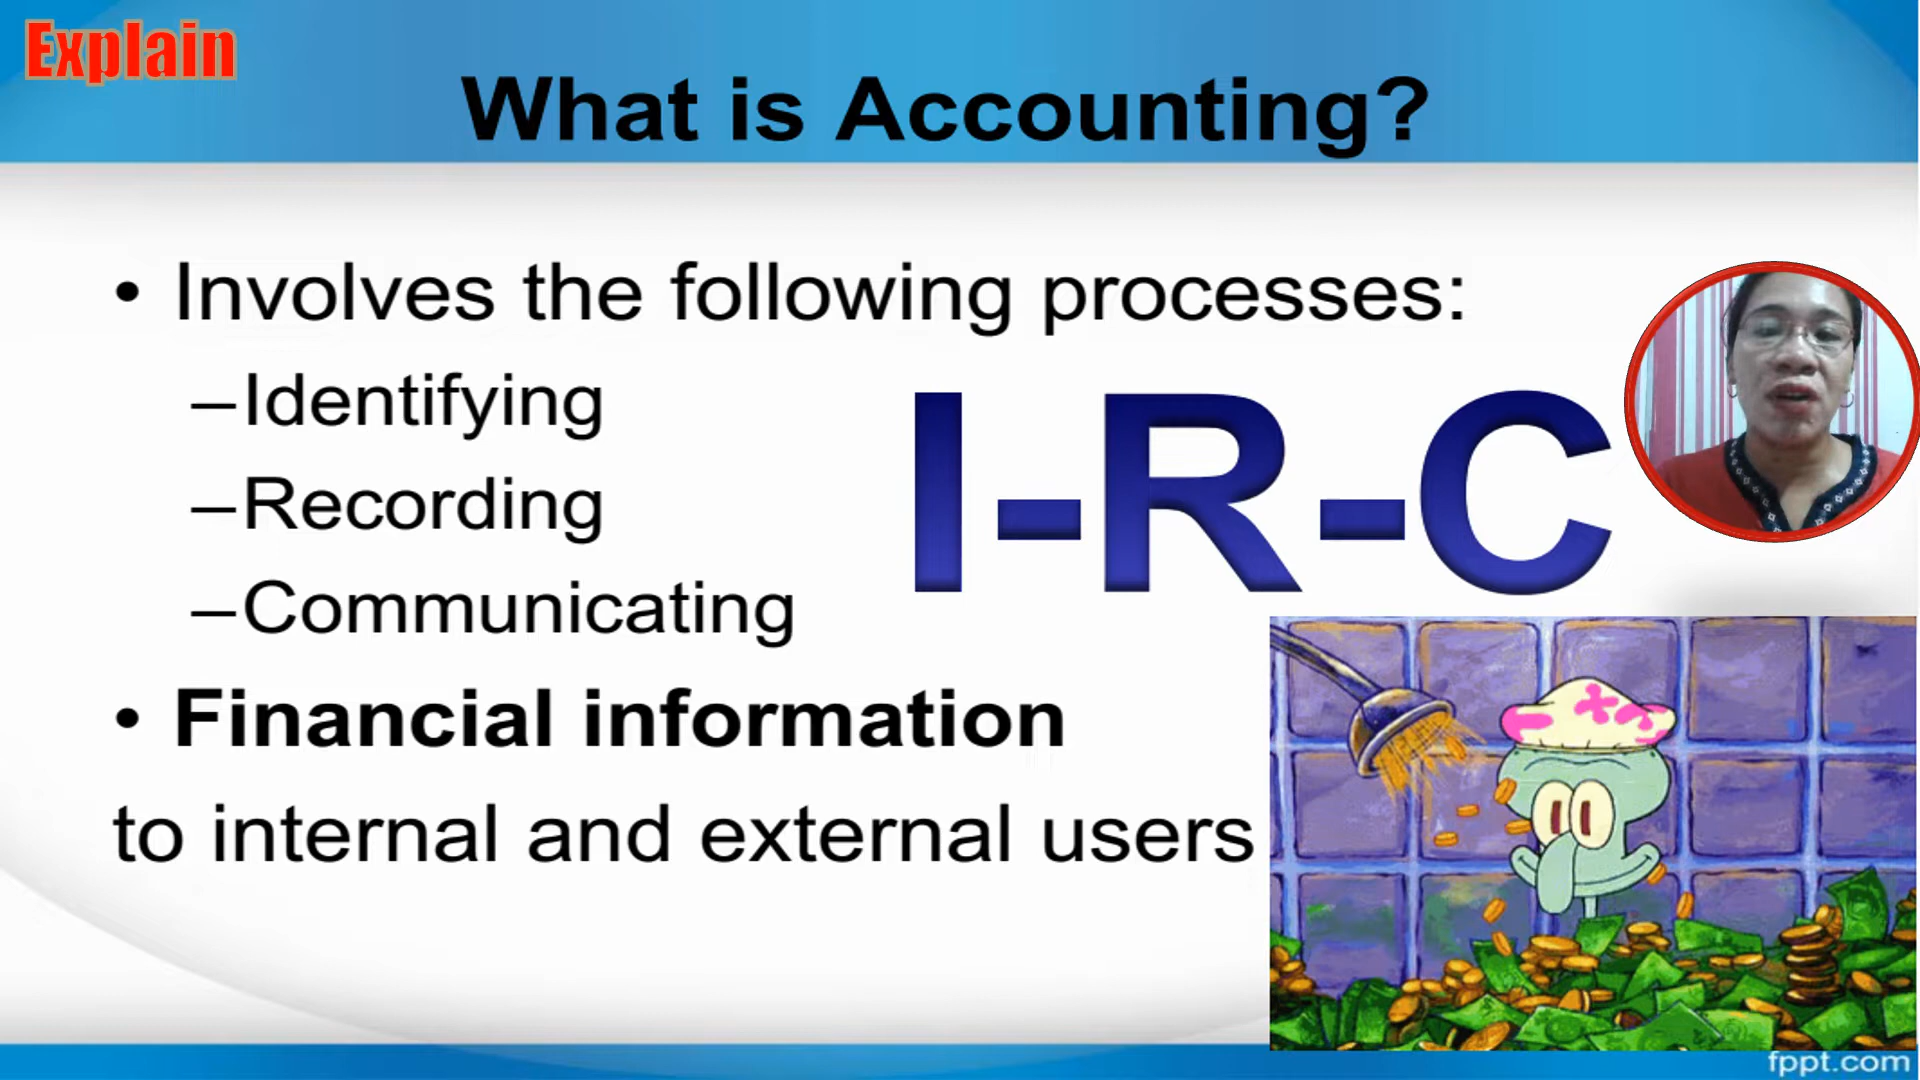 Explain
What is Accounting?
• Involves the following processes:
–Identifying
–Recording
–Communicating
I-R-C
• Financial information
to internal and external users
fppt.com